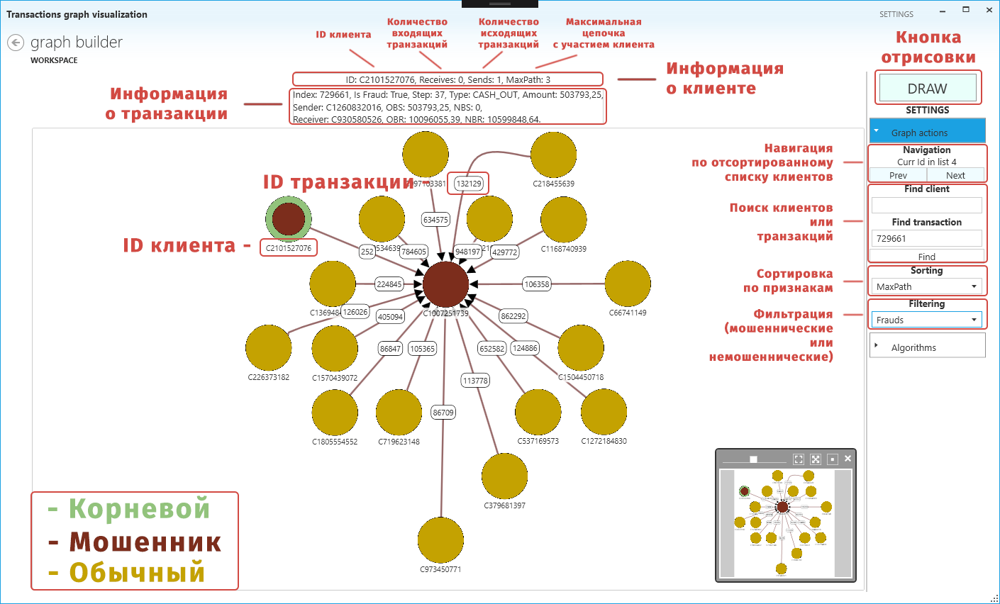 Transactions graph visualization
SETTINGS
graph builder
WORKSPACE
ID клиента
Количество
входящих
транзакций
Количество
исходящих
транзакций
Максимальная
цепочка
с участием клиента
Кнопка
отрисовки
ID: C2101527076, Receives: 0, Sends: 1, MaxPath: 3
Информация
о клиенте
Информация
о транзакции
Index: 729661, Is Fraud: True, Step: 37, Type: CASH_OUT, Amount: 503793,25,
Sender: C1260832016, OBS: 503793,25, NBS: 0,
Receiver: C930580526, OBR: 10096055,39, NBR: 10599848,64.
DRAW
SETTINGS
Graph actions
Навигация
по отсортированному
списку клиентов
Navigation
Curr Id in list 4
Prev
Next
Поиск клиентов
или
транзакций
Find client
Find transaction
729661
Find
Сортировка
по признакам
Sorting
MaxPath
Фильтрация
(мошеннические
или
немошеннические)
Filtering
Frauds
Algorithms
ID транзакции -
132129
C218455639
634575
ID клиента -
C2101527076
252
784605
948197
429772
C1168740939
224845
106358
C1007251739
C66741149
126026
405094
862292
C226373182
C1570439072
86847
105365
652582
124886
C1504450718
113778
C1805554552
C719623148
86709
C537169573
C1272184830
C379681397
C973450771
- Корневой
- Мошенник
- Обычный